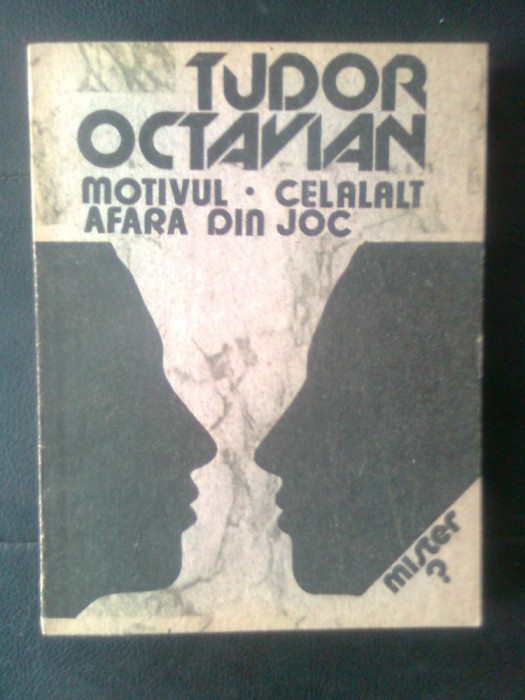 TUDOR
OCTAVIAN
MOTIVUL · CELALALT
AFARA DIN JOC
mister
?